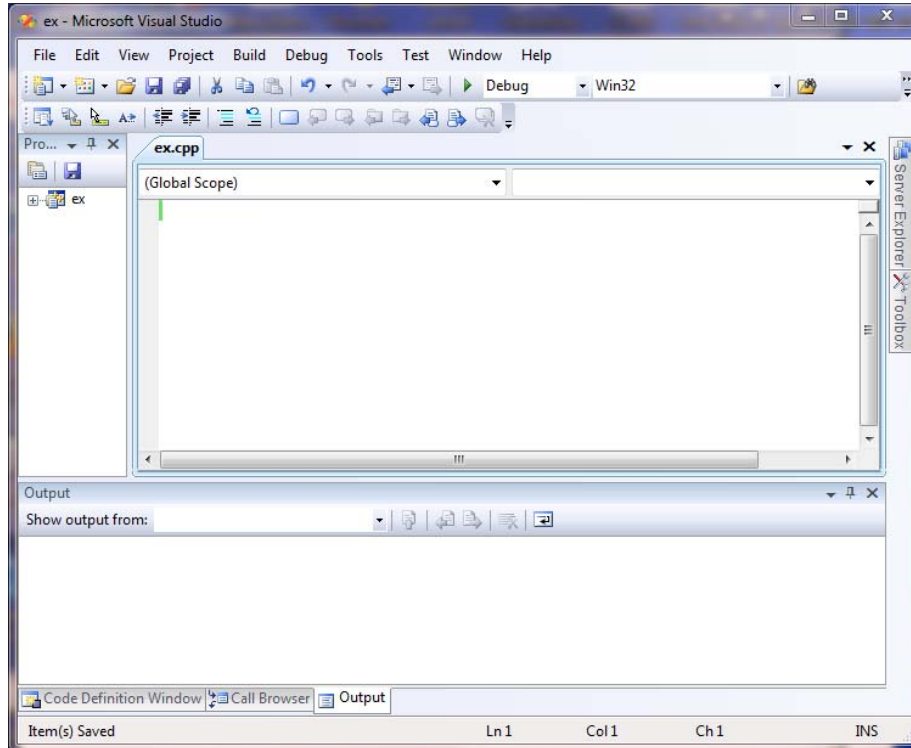 ex - Microsoft Visual Studio
File Edit View Project Build Debug Tools Test Window Help
Debug Win32
Pro...
ex.cpp
(Global Scope)
ex
Server Explorer
Toolbox
Output
Show output from:
Code Definition Window Call Browser Output
Item(s) Saved Ln 1 Col 1 Ch 1 INS